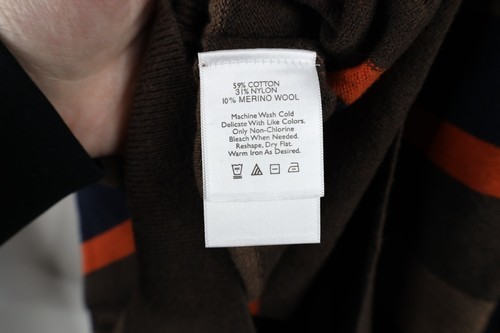 59% COTTON
31% NYLON
10% MERINO WOOL
Machine Wash Cold
Delicate With Like Colors.
Only Non-Chlorine
Bleach When Needed.
Reshape, Dry Flat.
Warm Iron As Desired.